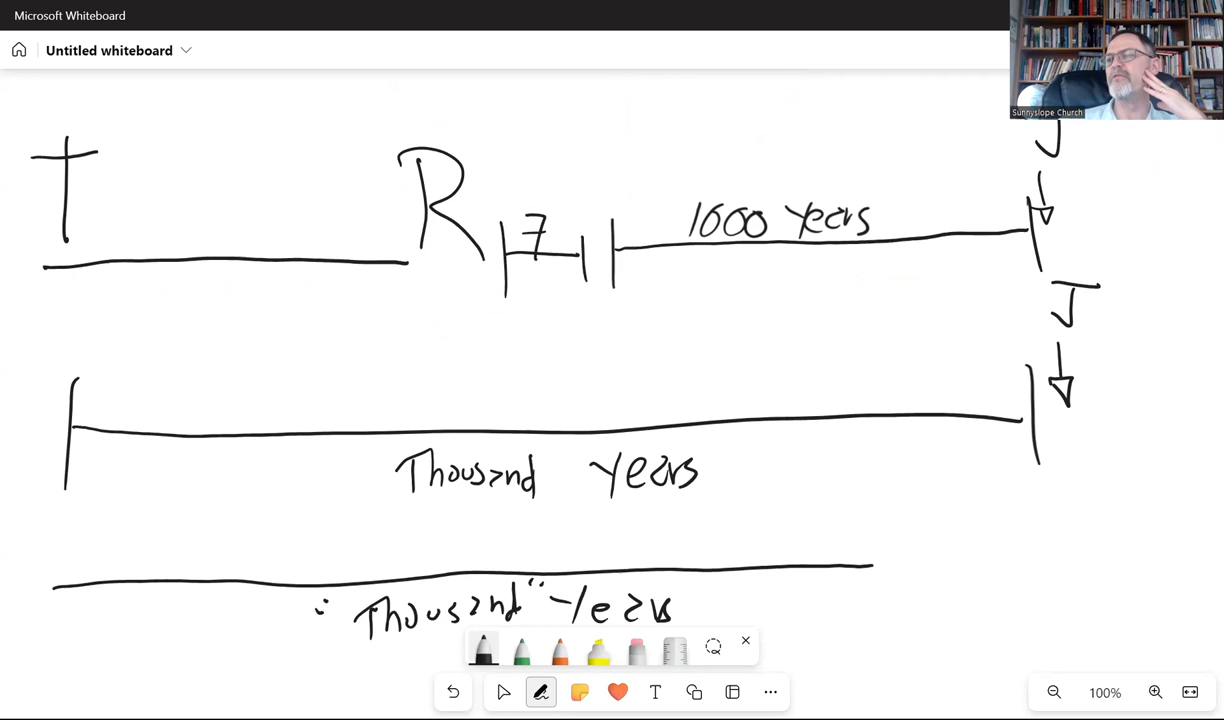 Microsoft Whiteboard
Untitled whiteboard
Sunnyslope Church
J
T R 7 1000 Years
J
Thousand Years
"Thousand" Years
T
100%